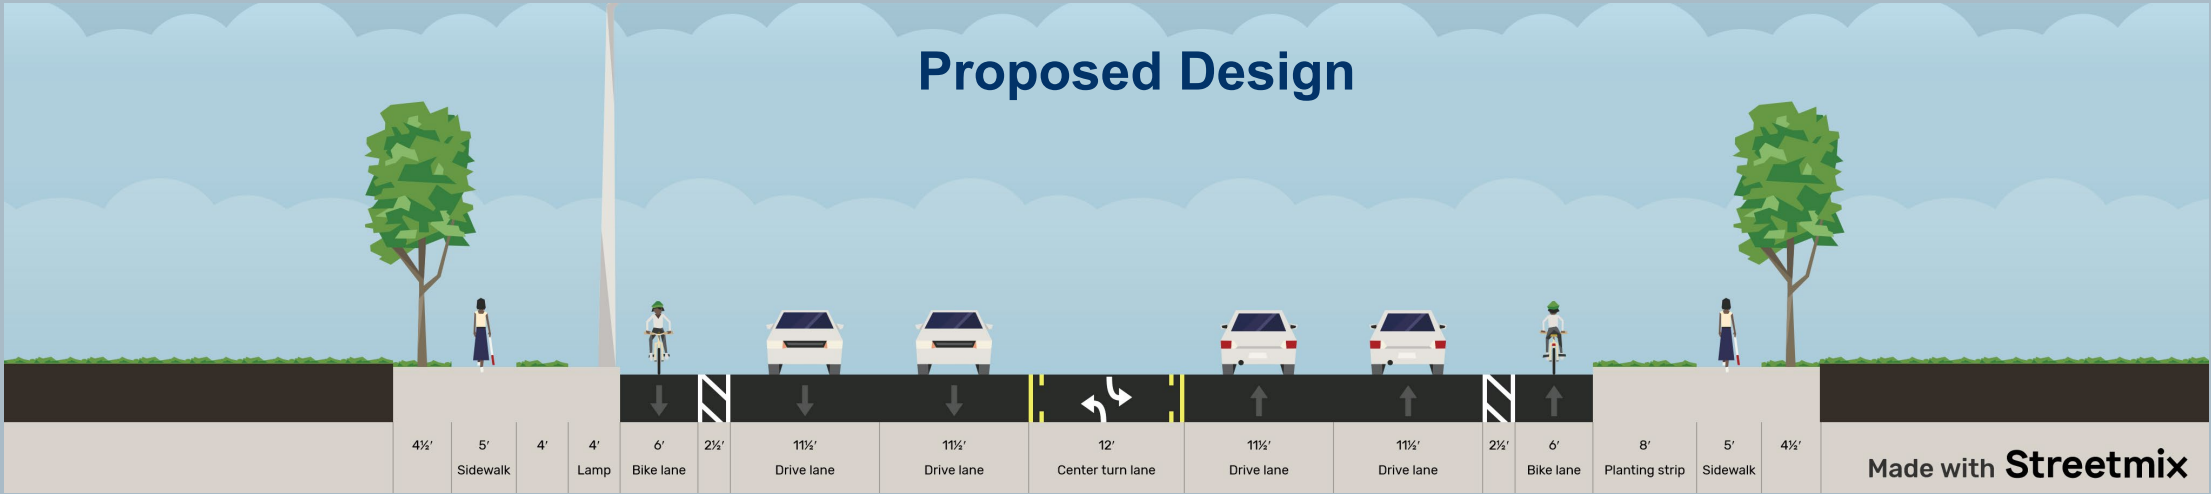 Proposed Design
4½' 5' 4' 4' 6' 2½' 11½' 11½' 12' 11½' 11½' 2½' 6' 8' 5' 4½'
Sidewalk Lamp Bike lane Drive lane Drive lane Center turn lane Drive lane Drive lane Bike lane Planting strip Sidewalk
Made with Streetmix